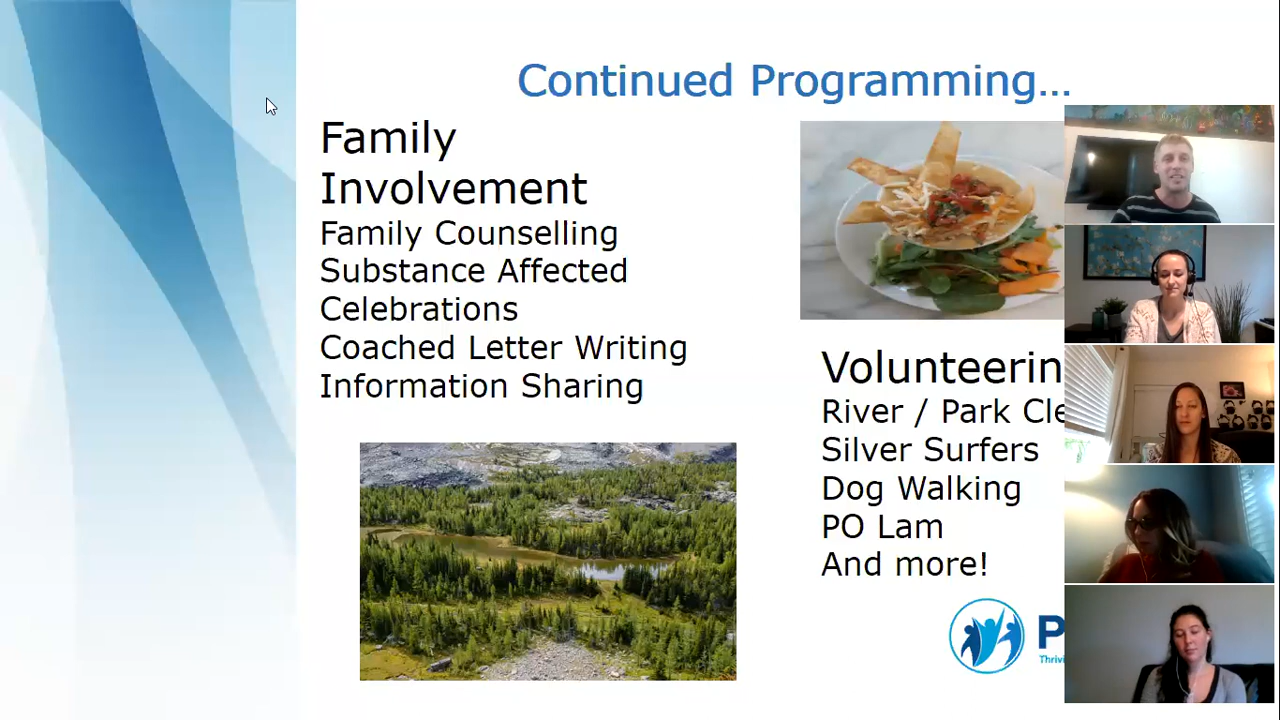 Continued Programming...
Family
Involvement
Family Counselling
Substance Affected
Celebrations
Coached Letter Writing
Information Sharing
Volunteerin
River / Park Cle
Silver Surfers
Dog Walking
PO Lam
And more!
P
Thrivi